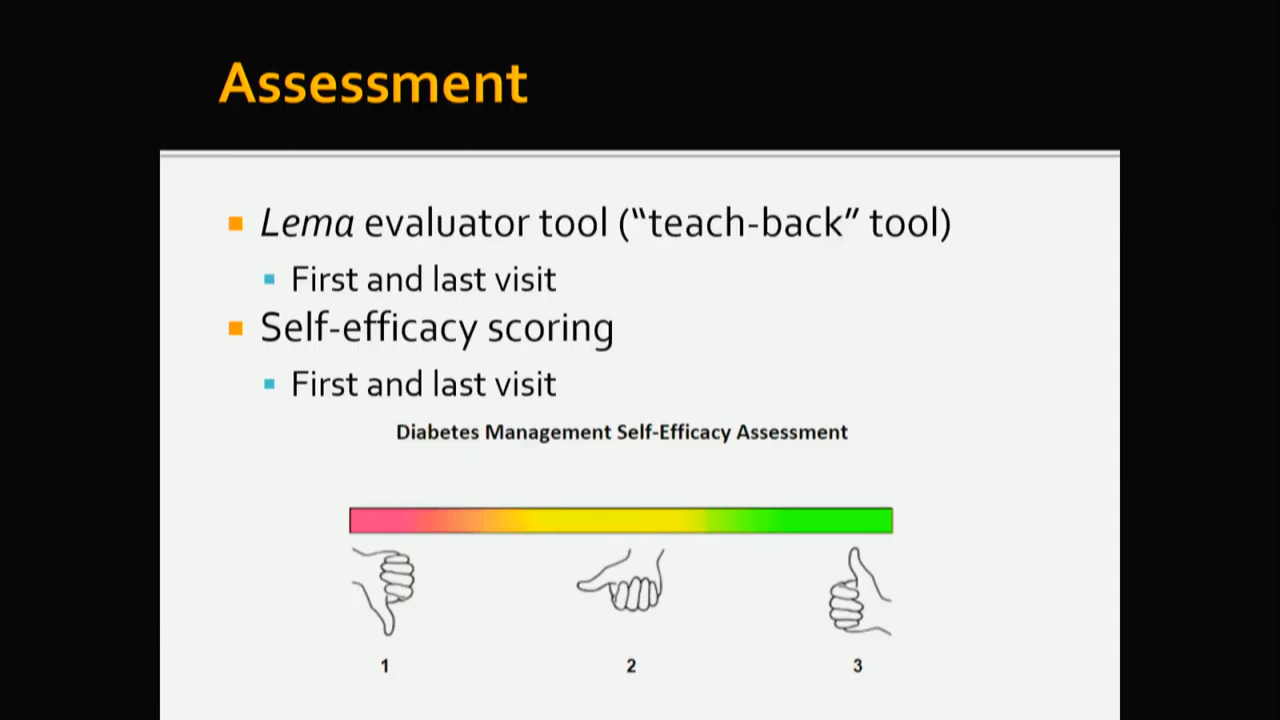 Assessment
Lema evaluator tool (“teach-back” tool)
First and last visit
Self-efficacy scoring
First and last visit
Diabetes Management Self-Efficacy Assessment
1 2 3